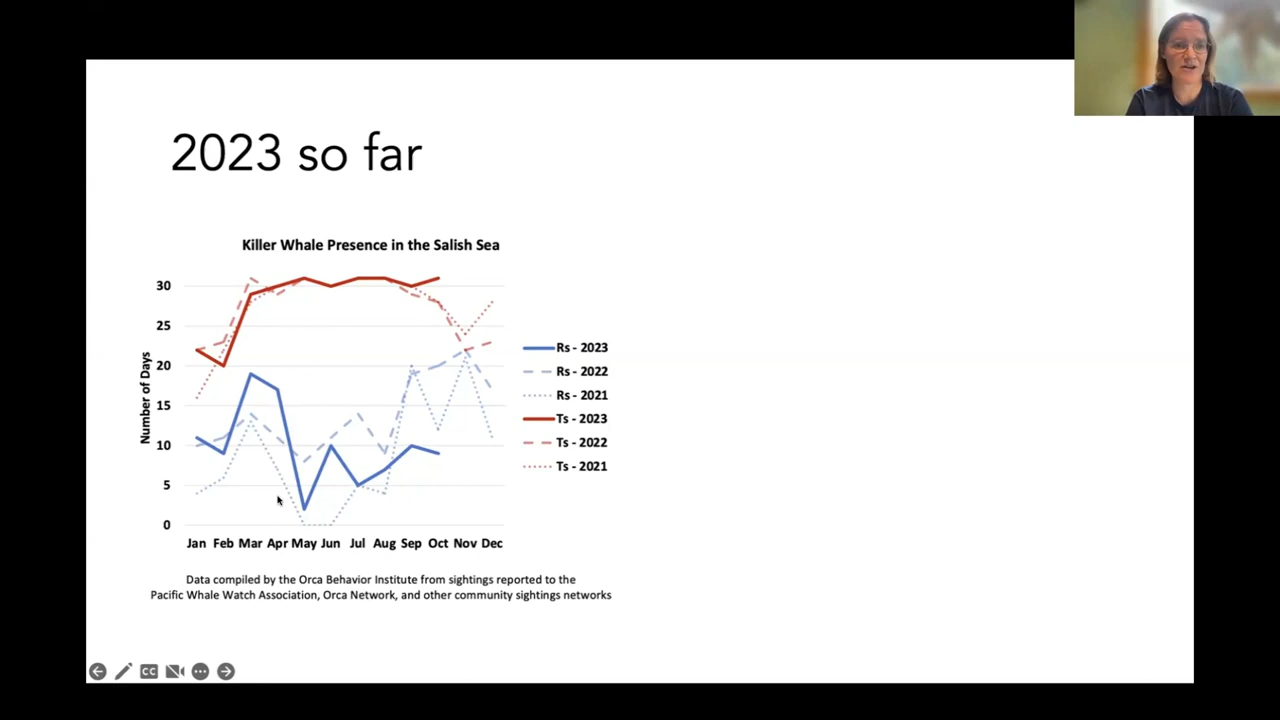 2023 so far
Killer Whale Presence in the Salish Sea
Number of Days
30
25
20
15
10
5
0
Jan Feb Mar Apr May Jun Jul Aug Sep Oct Nov Dec
Rs - 2023
Rs - 2022
Rs - 2021
Ts - 2023
Ts - 2022
Ts - 2021
Data compiled by the Orca Behavior Institute from sightings reported to the
Pacific Whale Watch Association, Orca Network, and other community sightings networks
CC